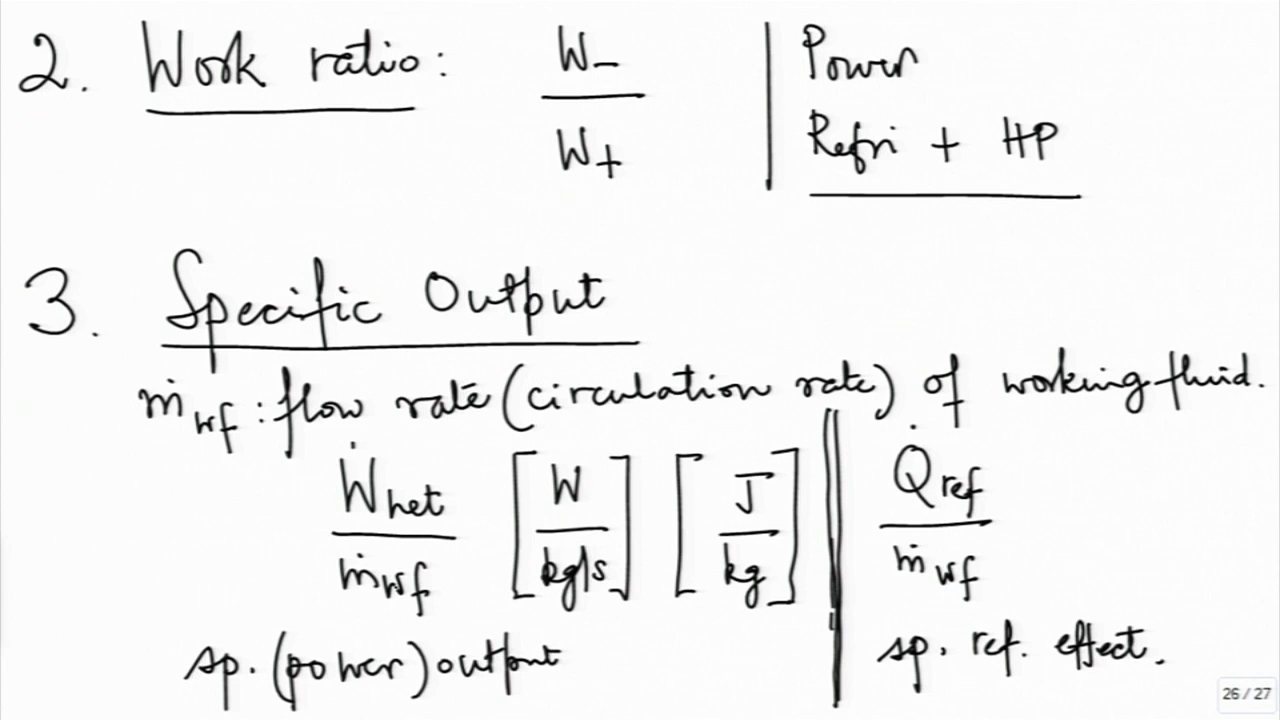 2. Work ratio: W- / W+ | Power
Refri + HP
3. Specific Output
ṁwf : flow rate (circulation rate) of working fluid.
Ẇnet / ṁwf [W / kg/s] [J / kg] || Q̇ref / ṁwf
sp. (power) output
sp. ref. effect.
26 / 27